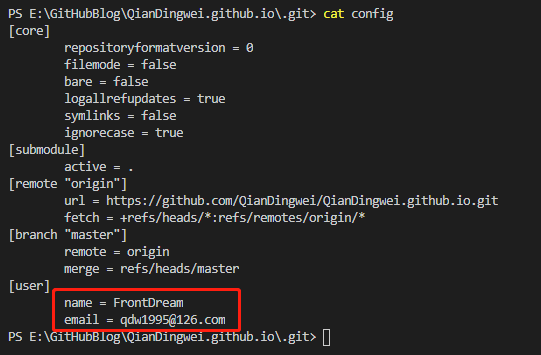 PS E:\GitHubBlog\QianDingwei.github.io\.git> cat config
[core]
        repositoryformatversion = 0
        filemode = false
        bare = false
        logallrefupdates = true
        symlinks = false
        ignorecase = true
[submodule]
        active = .
[remote "origin"]
        url = https://github.com/QianDingwei/QianDingwei.github.io.git
        fetch = +refs/heads/*:refs/remotes/origin/*
[branch "master"]
        remote = origin
        merge = refs/heads/master
[user]
        name = FrontDream
        email = qdw1995@126.com
PS E:\GitHubBlog\QianDingwei.github.io\.git>